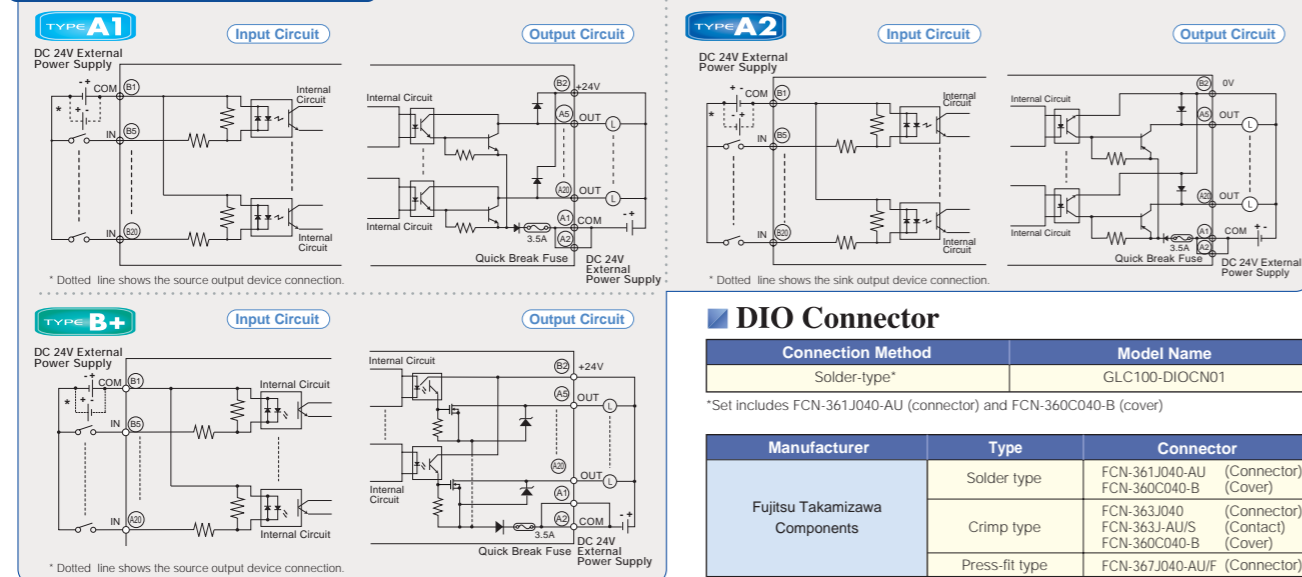 TYPE A1
Input Circuit
Output Circuit
DC 24V External
Power Supply
- +
COM
B1
Internal
Circuit
+ -
*
IN
B5
IN
B20
Internal
Circuit
Internal Circuit
B2
+24V
A5
OUT
L
A20
OUT
L
Internal Circuit
A1
COM
- +
3.5A
A2
Quick Break Fuse
DC 24V
External
Power Supply
* Dotted line shows the source output device connection.
TYPE A2
Input Circuit
Output Circuit
DC 24V External
Power Supply
+ -
COM
B1
Internal
Circuit
- +
*
IN
B5
IN
B20
Internal
Circuit
Internal Circuit
B2
0V
A5
OUT
L
A20
OUT
L
Internal Circuit
A1
COM
+ -
3.5A
A2
Quick Break Fuse
DC 24V External
Power Supply
* Dotted line shows the sink output device connection.
TYPE B+
Input Circuit
Output Circuit
DC 24V External
Power Supply
- +
COM
B1
Internal Circuit
+ -
*
IN
B5
IN
A20
Internal Circuit
Internal Circuit
B2
+24V
A5
OUT
L
A20
OUT
L
Internal
Circuit
A1
A2
COM
- +
3.5A
Quick Break Fuse
DC 24V
External
Power Supply
* Dotted line shows the source output device connection.
DIO Connector
Connection Method Model Name
Solder-type* GLC100-DIOCN01
*Set includes FCN-361J040-AU (connector) and FCN-360C040-B (cover)
Manufacturer Type Connector
Fujitsu Takamizawa
Components
Solder type
FCN-361J040-AU (Connector)
FCN-360C040-B (Cover)
Crimp type
FCN-363J040 (Connector)
FCN-363J-AU/S (Contact)
FCN-360C040-B (Cover)
Press-fit type FCN-367J040-AU/F (Connector)